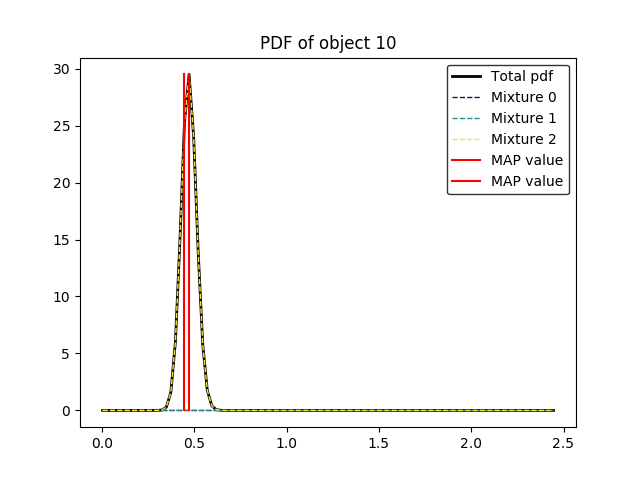 PDF of object 10
Total pdf
Mixture 0
Mixture 1
Mixture 2
MAP value
MAP value
30
25
20
15
10
5
0
0.0 0.5 1.0 1.5 2.0 2.5